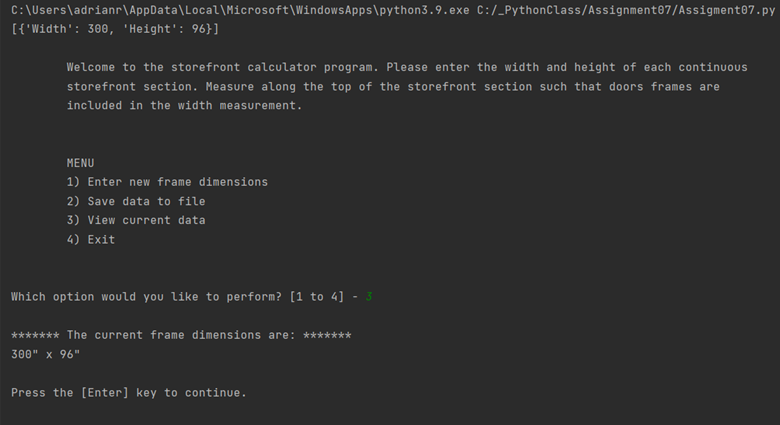 C:\Users\adrianr\AppData\Local\Microsoft\WindowsApps\python3.9.exe C:/_PythonClass/Assignment07/Assigment07.py
[{'Width': 300, 'Height': 96}]
Welcome to the storefront calculator program. Please enter the width and height of each continuous
storefront section. Measure along the top of the storefront section such that doors frames are
included in the width measurement.
MENU
1) Enter new frame dimensions
2) Save data to file
3) View current data
4) Exit
Which option would you like to perform? [1 to 4] - 3
******* The current frame dimensions are: *******
300" x 96"
Press the [Enter] key to continue.